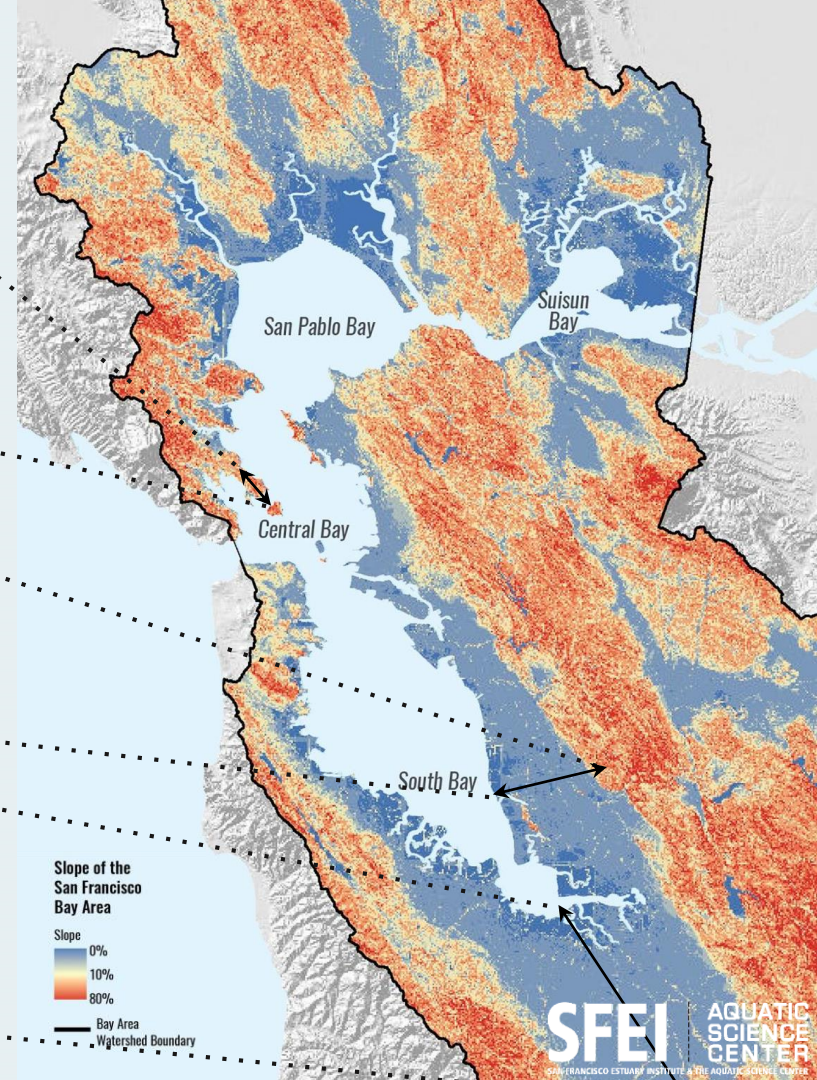 San Pablo Bay
Suisun
Bay
Central Bay
South Bay
Slope of the
San Francisco
Bay Area
Slope
0%
10%
80%
Bay Area
Watershed Boundary
SFEI
AQUATIC
SCIENCE
CENTER
SAN FRANCISCO ESTUARY INSTITUTE & THE AQUATIC SCIENCE CENTER